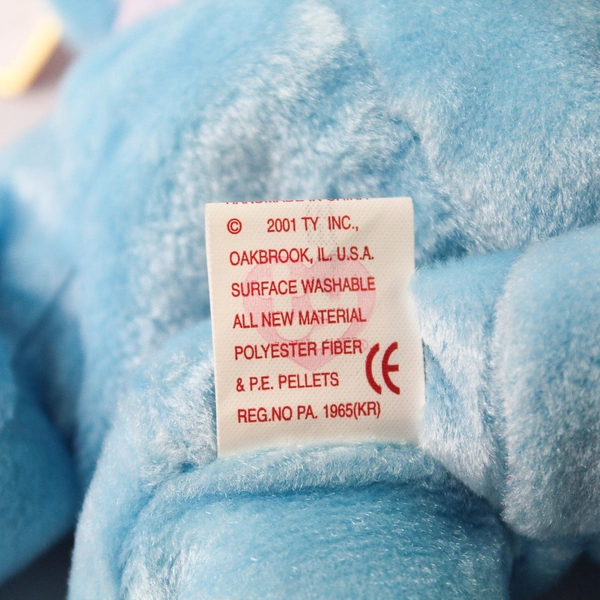 © 2001 TY INC.,
OAKBROOK, IL. U.S.A.
SURFACE WASHABLE
ALL NEW MATERIAL
POLYESTER FIBER
& P.E. PELLETS CE
REG.NO PA. 1965(KR)